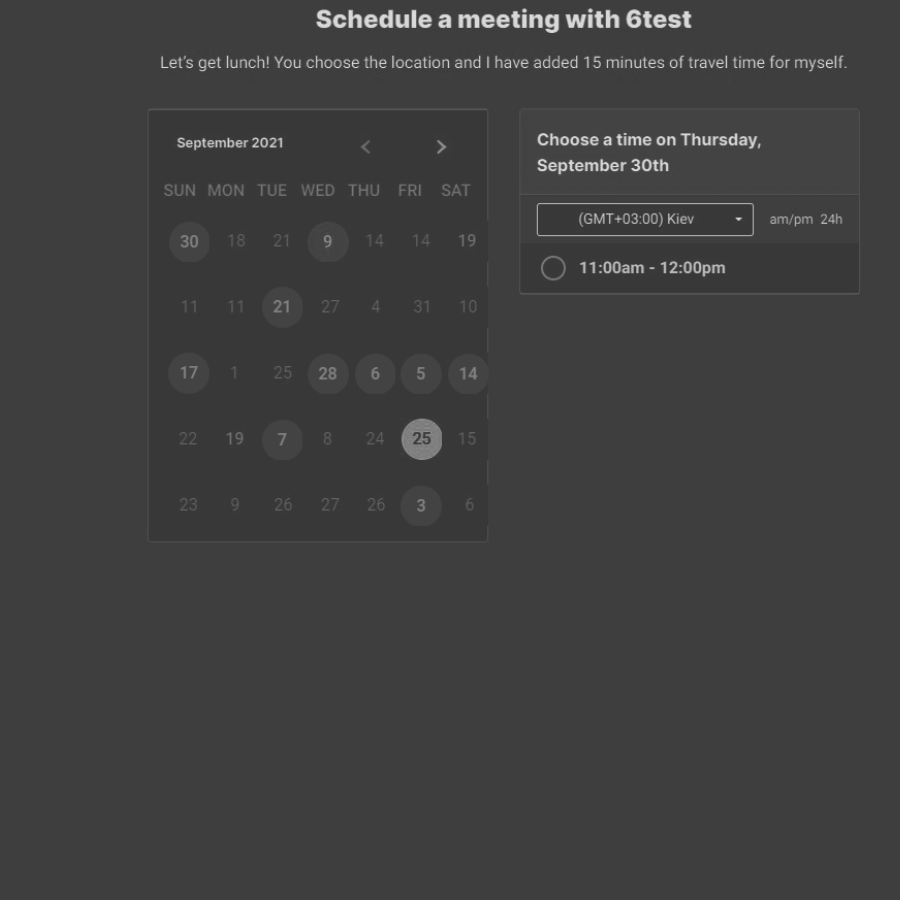 Schedule a meeting with 6test
Let's get lunch! You choose the location and I have added 15 minutes of travel time for myself.
September 2021
SUN MON TUE WED THU FRI SAT
30 18 21 9 14 14 19
11 11 21 27 4 31 10
17 1 25 28 6 5 14
22 19 7 8 24 25 15
23 9 26 27 26 3 6
Choose a time on Thursday,
September 30th
(GMT+03:00) Kiev am/pm 24h
11:00am - 12:00pm